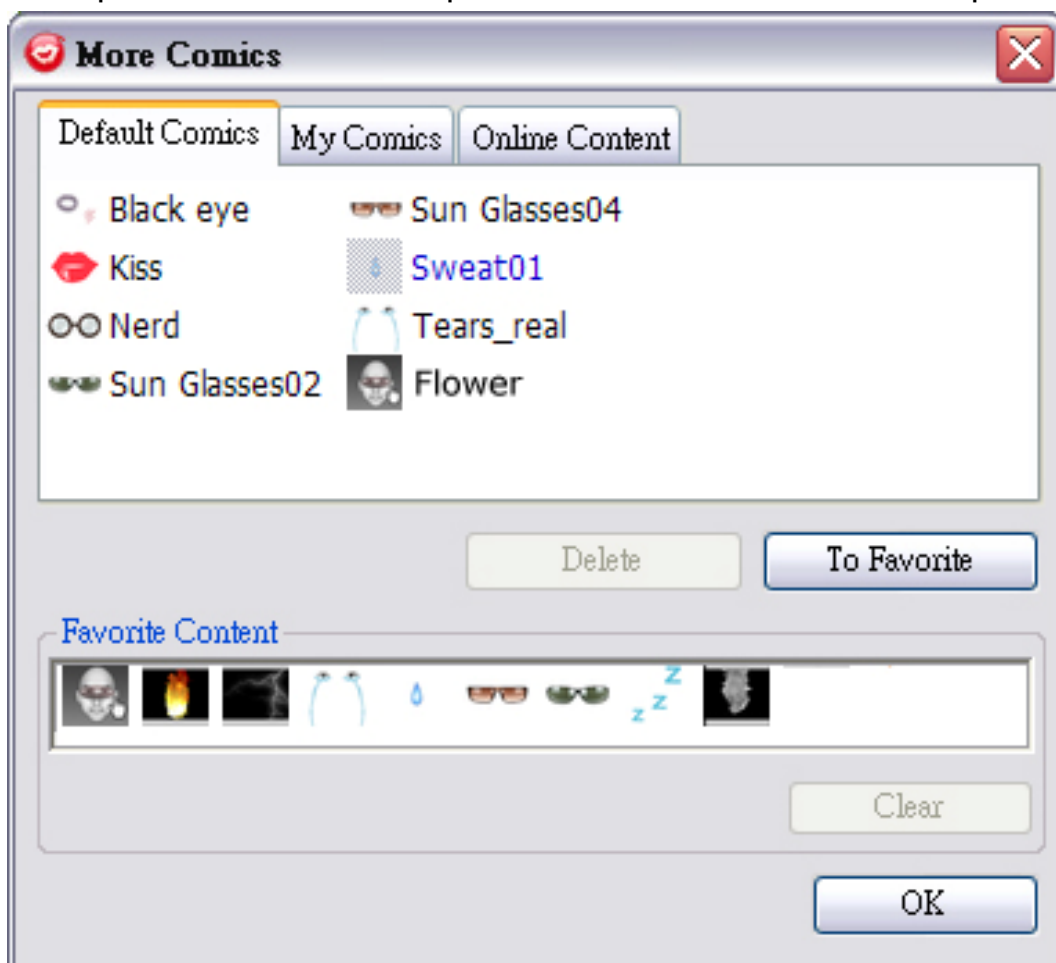 More Comics
Default Comics My Comics Online Content
Black eye Sun Glasses04
Kiss Sweat01
Nerd Tears_real
Sun Glasses02 Flower
Delete To Favorite
Favorite Content
Clear
OK